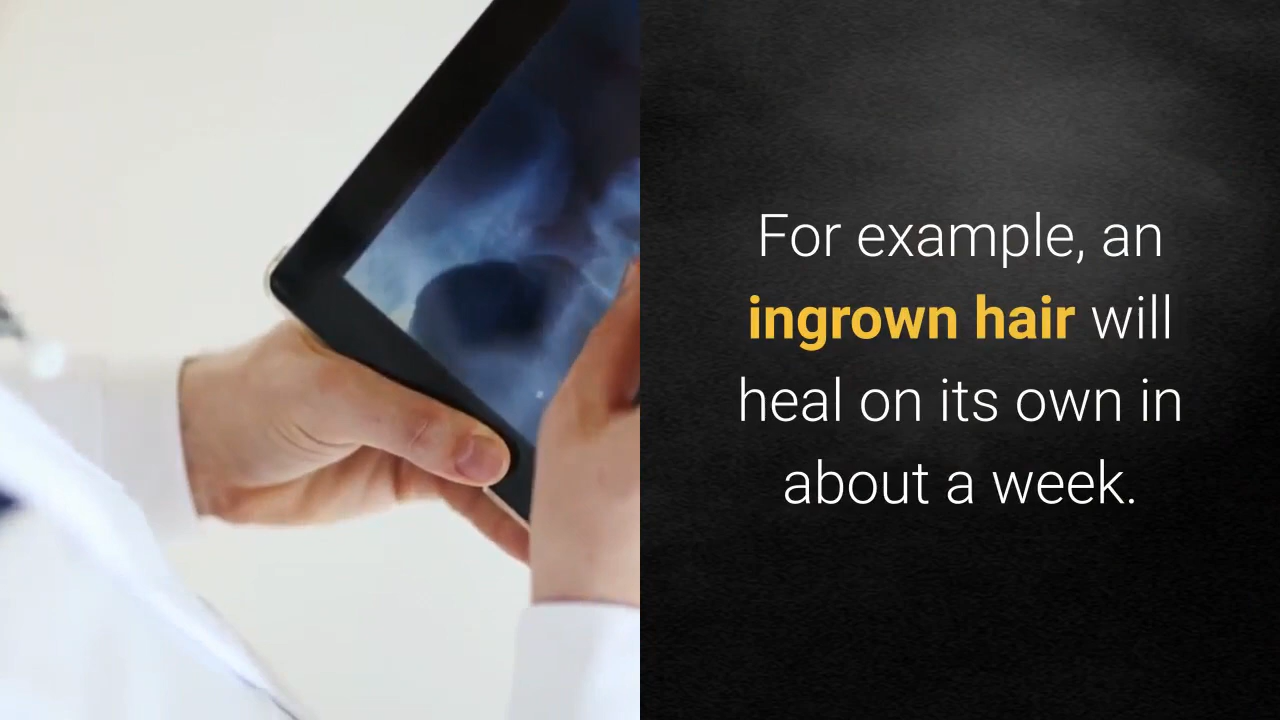 For example, an
ingrown hair will
heal on its own in
about a week.